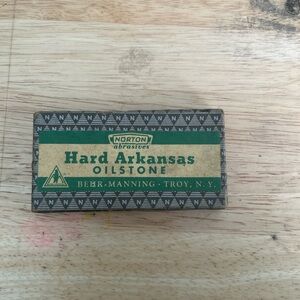 NORTON
abrasives
Hard Arkansas
OILSTONE
BEHR-MANNING - TROY, N. Y.